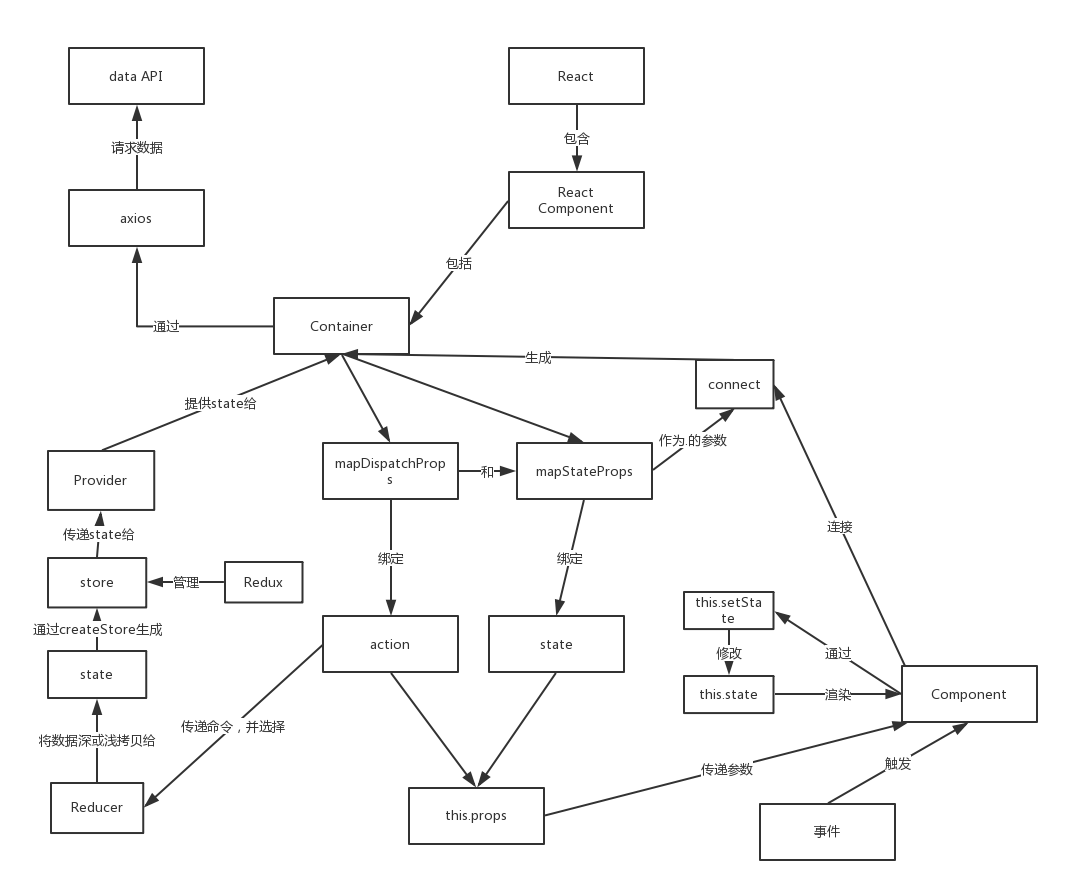 data API
React
请求数据
包含
axios
React
Component
包括
Container
通过
生成
connect
提供state给
作为.的参数
mapDispatchProp
s
和
mapStateProps
Provider
连接
传递state给
绑定
绑定
store
管理
Redux
this.setSta
te
通过createStore生成
action
state
通过
修改
state
this.state
渲染
Component
传递命令，并选择
将数据深或浅拷贝给
传递参数
触发
Reducer
this.props
事件